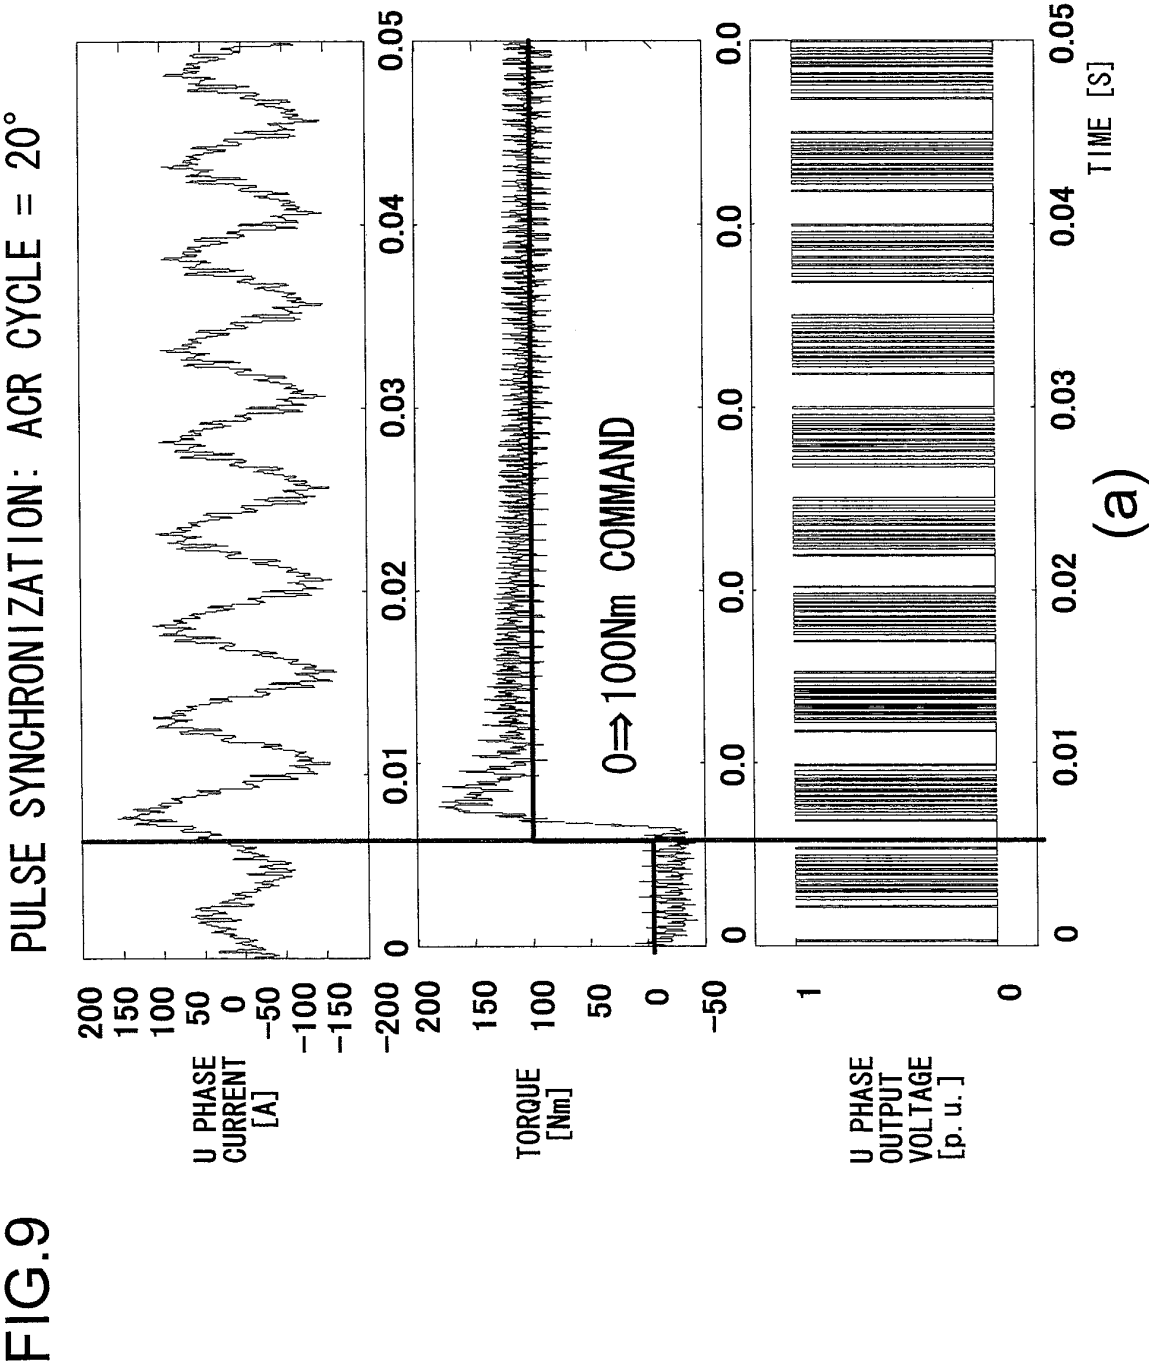 FIG.9
PULSE SYNCHRONIZATION: ACR CYCLE = 20°
U PHASE
CURRENT
[A]
200
150
100
50
0
-50
-100
-150
-200
0
0.01
0.02
0.03
0.04
0.05
TORQUE
[Nm]
200
150
100
50
0
-50
0⇒100Nm COMMAND
0
0.0
0.0
0.0
0.0
0.0
U PHASE
OUTPUT
VOLTAGE
[p. u.]
1
0
0
0.01
0.02
0.03
0.04
0.05
TIME [S]
(a)